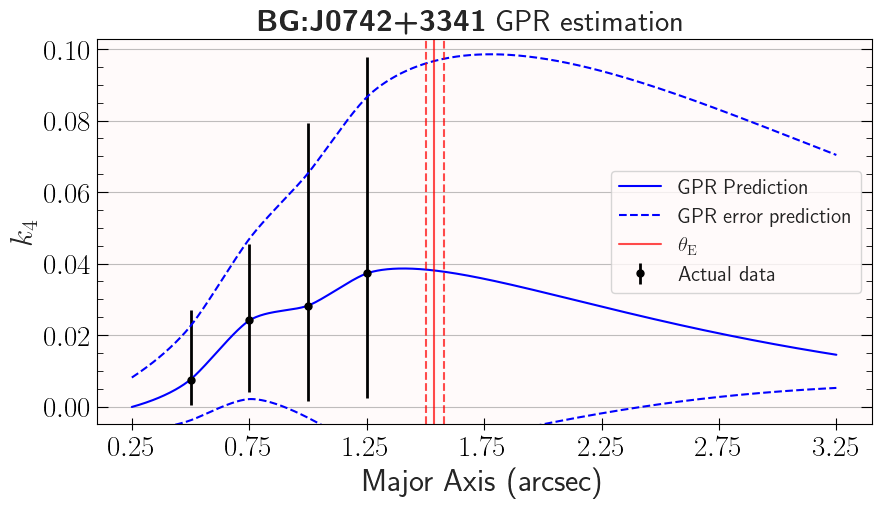 BG:J0742+3341 GPR estimation
0.10
0.08
0.06
0.04
0.02
0.00
k4
GPR Prediction
GPR error prediction
θE
Actual data
0.25 0.75 1.25 1.75 2.25 2.75 3.25
Major Axis (arcsec)